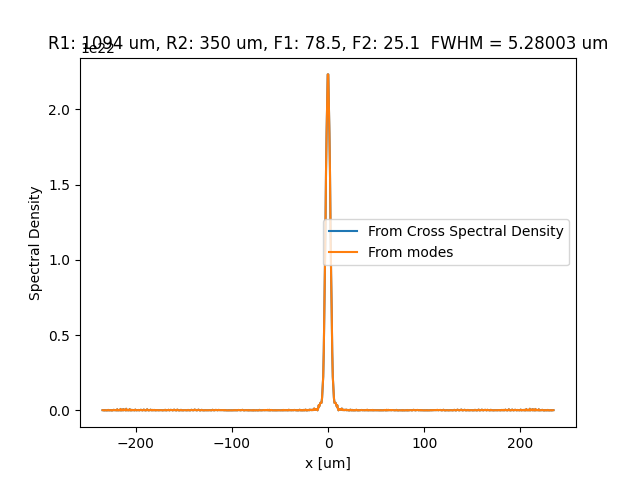 R1: 1094 um, R2: 350 um, F1: 78.5, F2: 25.1  FWHM = 5.28003 um
1e22
2.0
1.5
1.0
0.5
0.0
Spectral Density
From Cross Spectral Density
From modes
−200
−100
0
100
200
x [um]